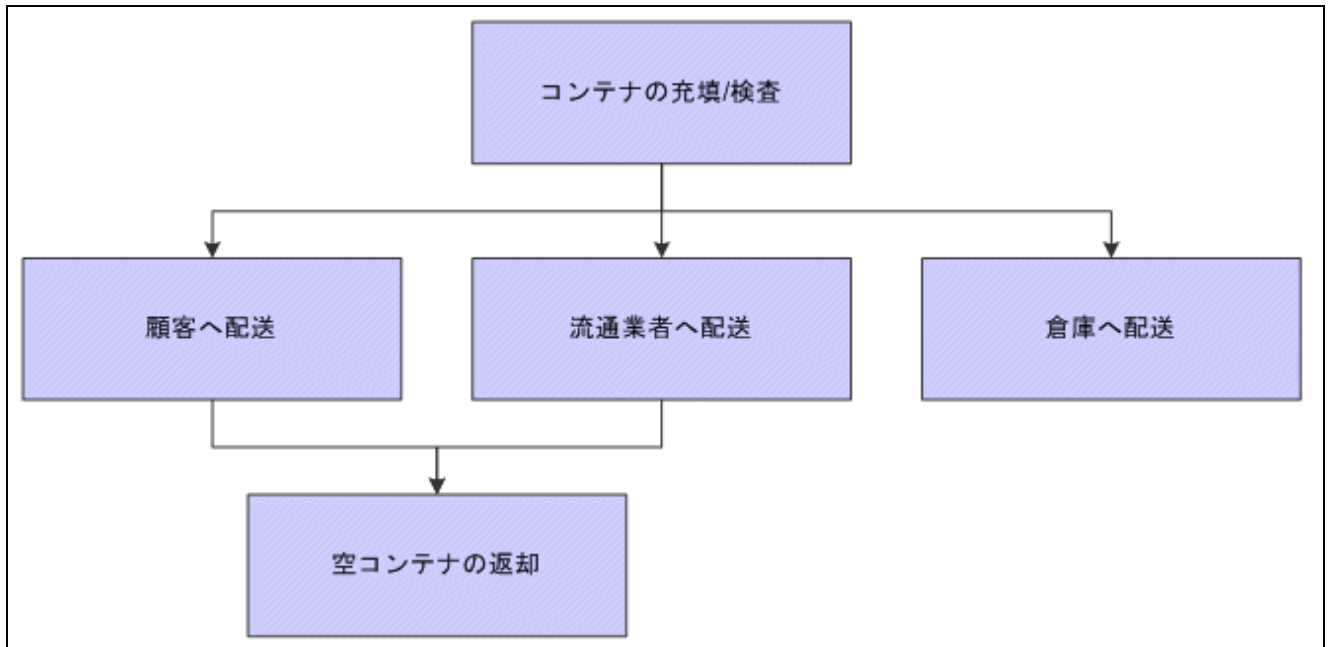 コンテナの充填/検査
顧客へ配送
流通業者へ配送
倉庫へ配送
空コンテナの返却